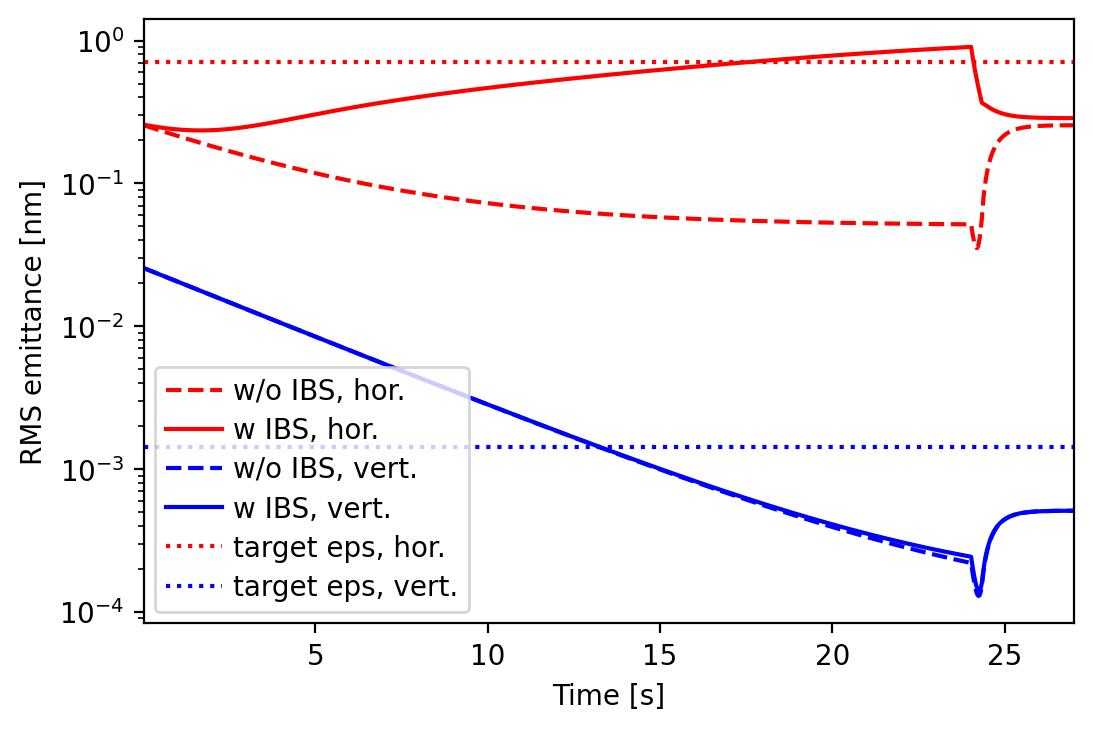 RMS emittance [nm]
10⁰
10⁻¹
10⁻²
10⁻³
10⁻⁴
w/o IBS, hor.
w IBS, hor.
w/o IBS, vert.
w IBS, vert.
target eps, hor.
target eps, vert.
5 10 15 20 25
Time [s]